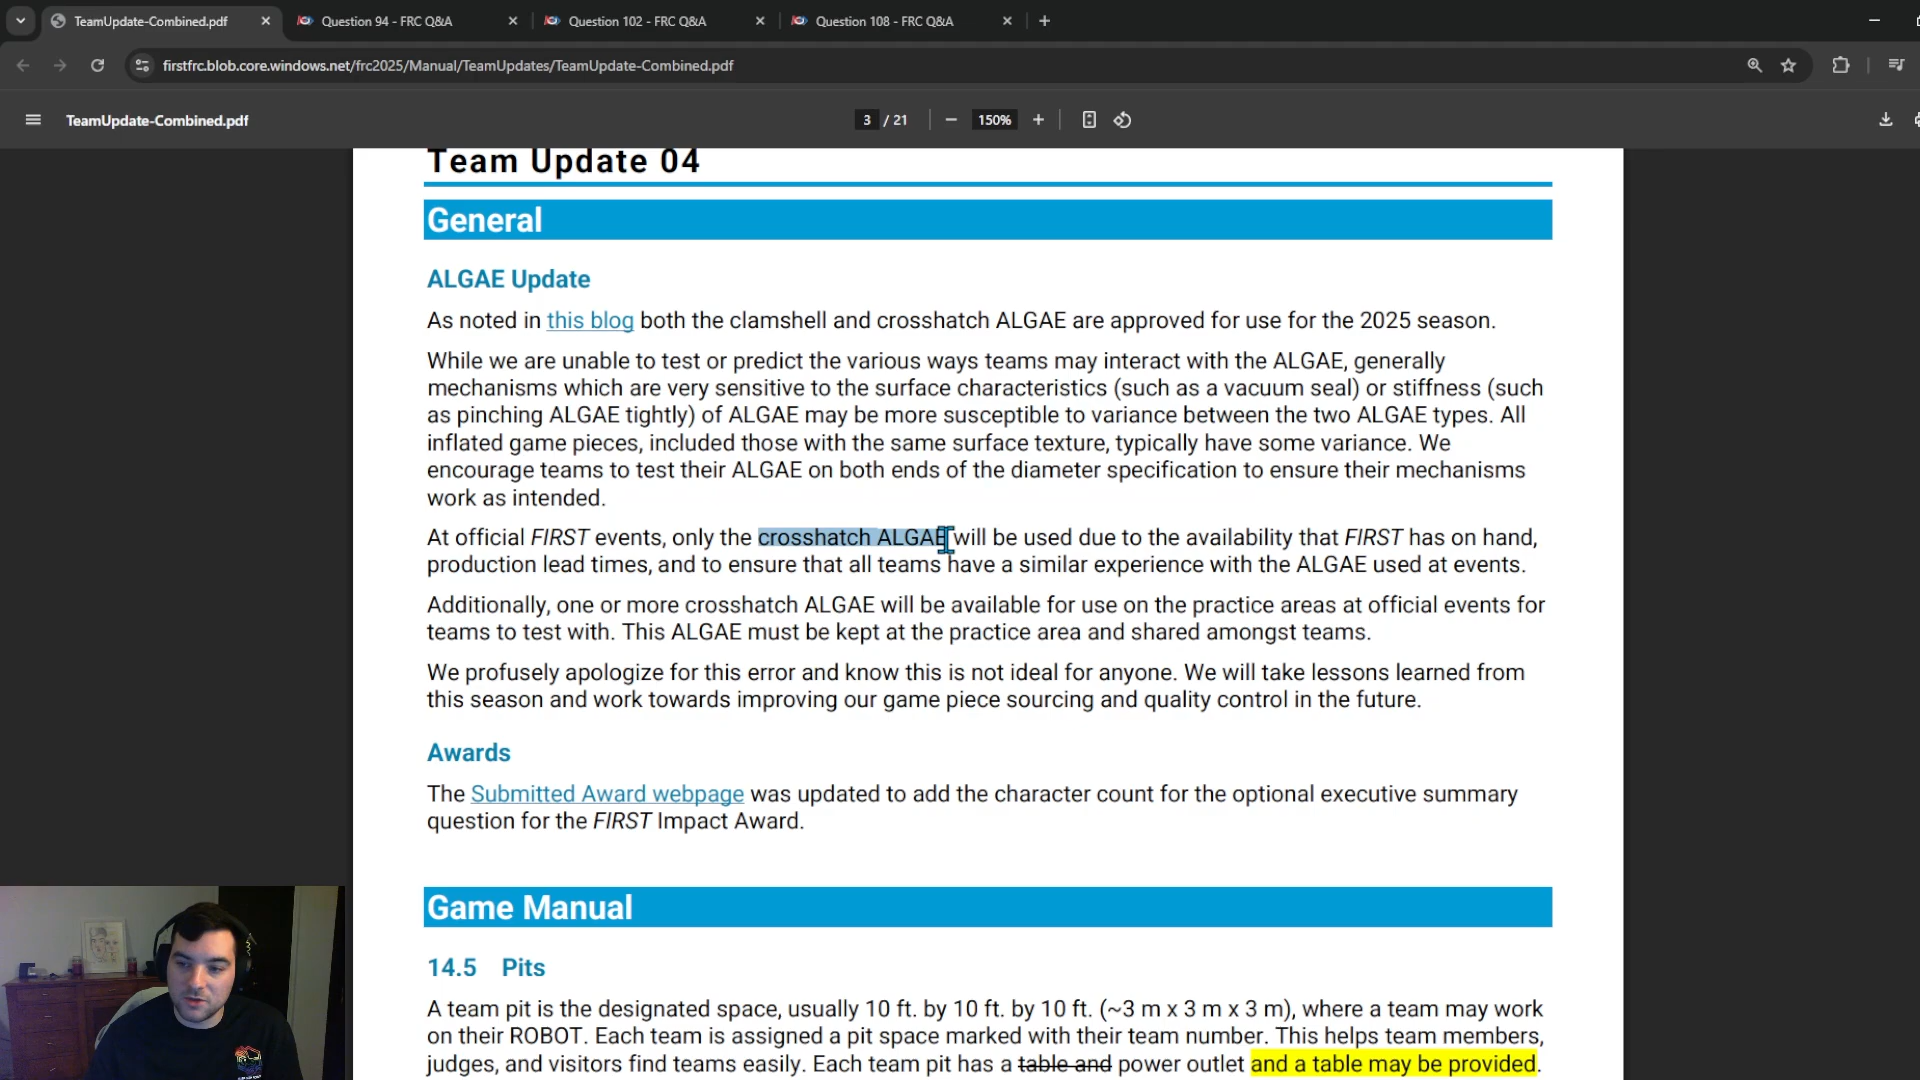 TeamUpdate-Combined.pdf
Question 94 - FRC Q&A
Question 102 - FRC Q&A
Question 108 - FRC Q&A
firstfrc.blob.core.windows.net/frc2025/Manual/TeamUpdates/TeamUpdate-Combined.pdf
TeamUpdate-Combined.pdf
3 / 21
150%
Team Update 04
General
ALGAE Update
As noted in this blog both the clamshell and crosshatch ALGAE are approved for use for the 2025 season.
While we are unable to test or predict the various ways teams may interact with the ALGAE, generally
mechanisms which are very sensitive to the surface characteristics (such as a vacuum seal) or stiffness (such
as pinching ALGAE tightly) of ALGAE may be more susceptible to variance between the two ALGAE types. All
inflated game pieces, included those with the same surface texture, typically have some variance. We
encourage teams to test their ALGAE on both ends of the diameter specification to ensure their mechanisms
work as intended.
At official FIRST events, only the crosshatch ALGAE will be used due to the availability that FIRST has on hand,
production lead times, and to ensure that all teams have a similar experience with the ALGAE used at events.
Additionally, one or more crosshatch ALGAE will be available for use on the practice areas at official events for
teams to test with. This ALGAE must be kept at the practice area and shared amongst teams.
We profusely apologize for this error and know this is not ideal for anyone. We will take lessons learned from
this season and work towards improving our game piece sourcing and quality control in the future.
Awards
The Submitted Award webpage was updated to add the character count for the optional executive summary
question for the FIRST Impact Award.
Game Manual
14.5 Pits
A team pit is the designated space, usually 10 ft. by 10 ft. by 10 ft. (~3 m x 3 m x 3 m), where a team may work
on their ROBOT. Each team is assigned a pit space marked with their team number. This helps team members,
judges, and visitors find teams easily. Each team pit has a table and power outlet and a table may be provided.